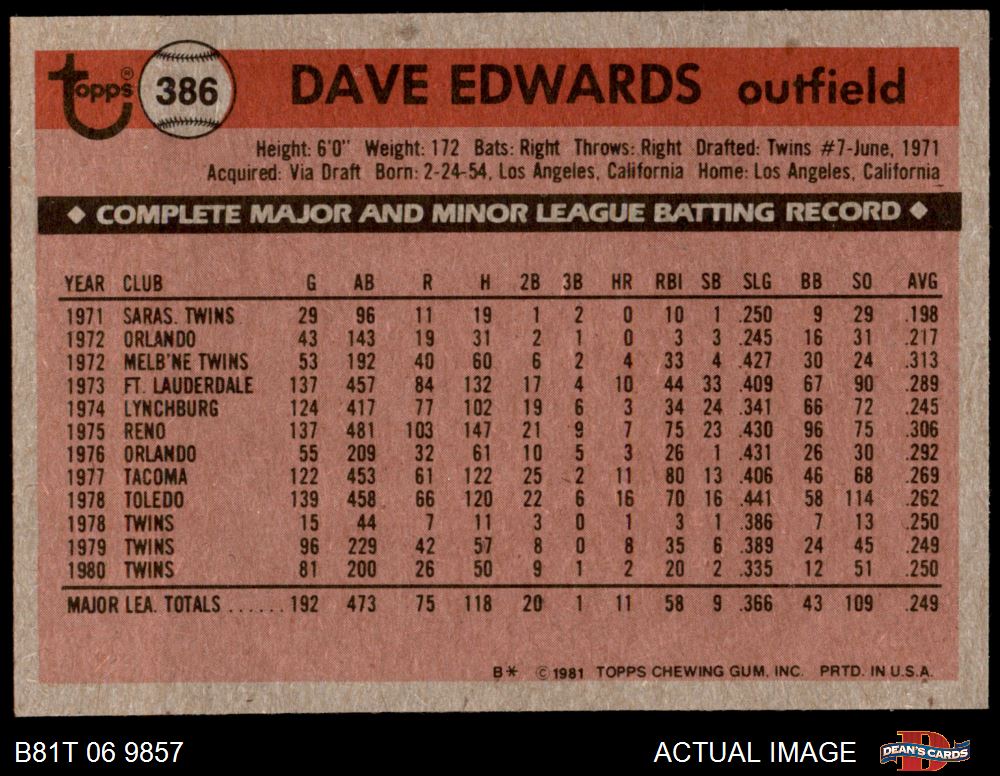 topps® 386 DAVE EDWARDS outfield
Height: 6'0" Weight: 172 Bats: Right Throws: Right Drafted: Twins #7-June, 1971
Acquired: Via Draft Born: 2-24-54, Los Angeles, California Home: Los Angeles, California
◆ COMPLETE MAJOR AND MINOR LEAGUE BATTING RECORD ◆
YEAR CLUB G AB R H 2B 3B HR RBI SB SLG BB SO AVG
1971 SARAS. TWINS 29 96 11 19 1 2 0 10 1 .250 9 29 .198
1972 ORLANDO 43 143 19 31 2 1 0 3 3 .245 16 31 .217
1972 MELB'NE TWINS 53 192 40 60 6 2 4 33 4 .427 30 24 .313
1973 FT. LAUDERDALE 137 457 84 132 17 4 10 44 33 .409 67 90 .289
1974 LYNCHBURG 124 417 77 102 19 6 3 34 24 .341 66 72 .245
1975 RENO 137 481 103 147 21 9 7 75 23 .430 96 75 .306
1976 ORLANDO 55 209 32 61 10 5 3 26 1 .431 26 30 .292
1977 TACOMA 122 453 61 122 25 2 11 80 13 .406 46 68 .269
1978 TOLEDO 139 458 66 120 22 6 16 70 16 .441 58 114 .262
1978 TWINS 15 44 7 11 3 0 1 3 1 .386 7 13 .250
1979 TWINS 96 229 42 57 8 0 8 35 6 .389 24 45 .249
1980 TWINS 81 200 26 50 9 1 2 20 2 .335 12 51 .250
MAJOR LEA. TOTALS ...... 192 473 75 118 20 1 11 58 9 .366 43 109 .249
B* © 1981 TOPPS CHEWING GUM, INC. PRTD. IN U.S.A.
B81T 06 9857 ACTUAL IMAGE DEAN'S CARDS